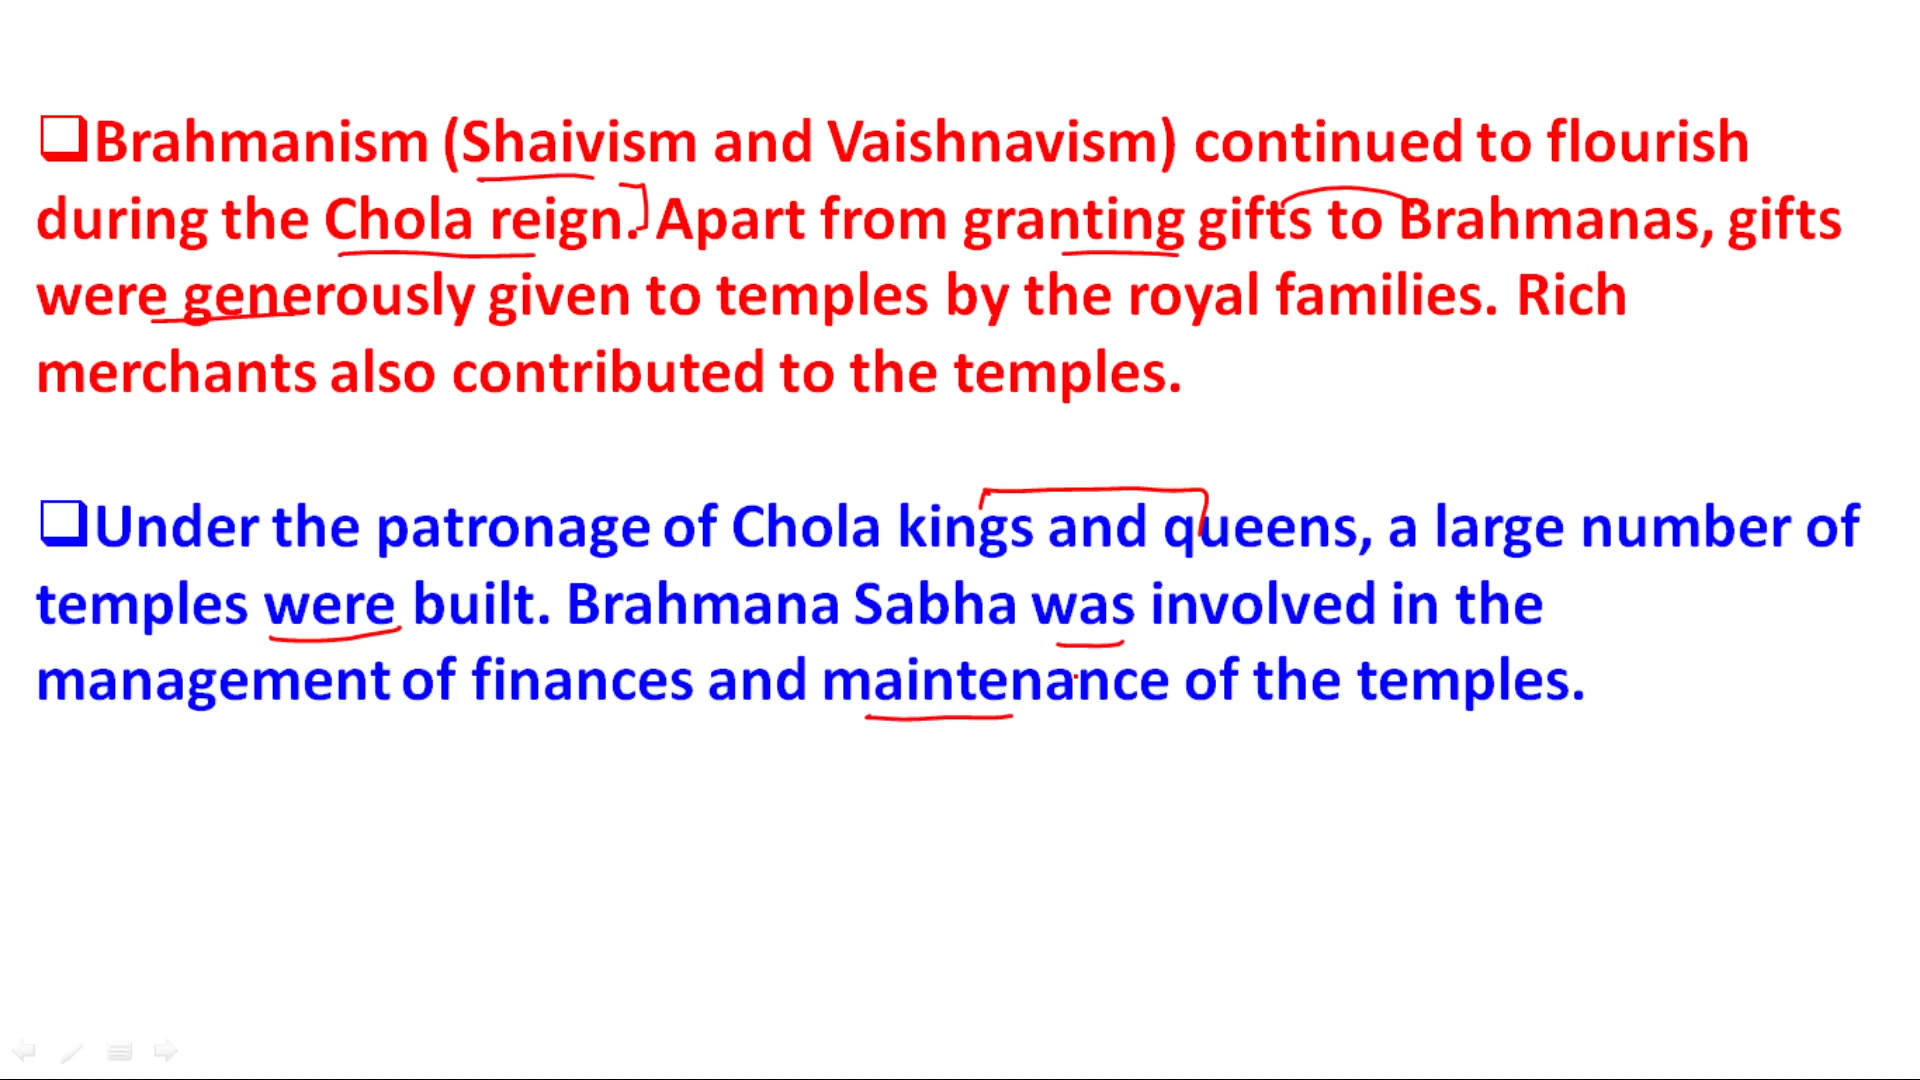 ❑Brahmanism (Shaivism and Vaishnavism) continued to flourish
during the Chola reign. Apart from granting gifts to Brahmanas, gifts
were generously given to temples by the royal families. Rich
merchants also contributed to the temples.
❑Under the patronage of Chola kings and queens, a large number of
temples were built. Brahmana Sabha was involved in the
management of finances and maintenance of the temples.